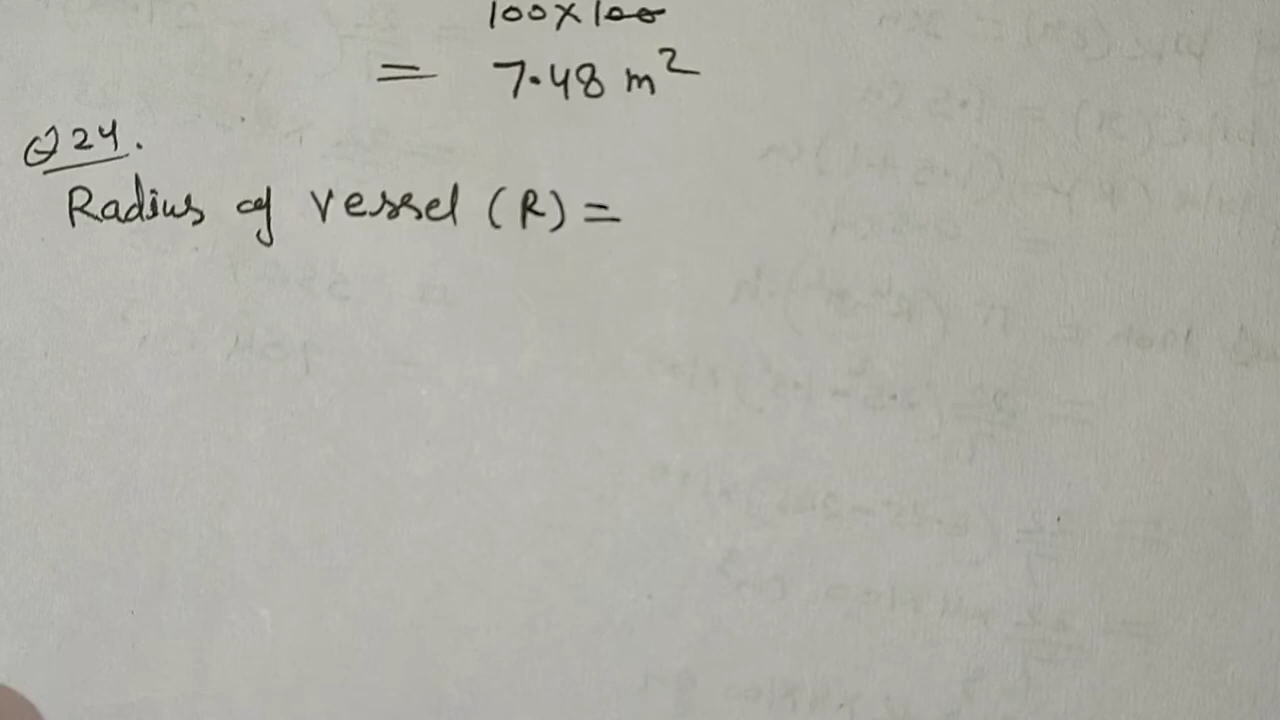 100×100
= 7.48 m²
Q24.
Radius of vessel (R) =